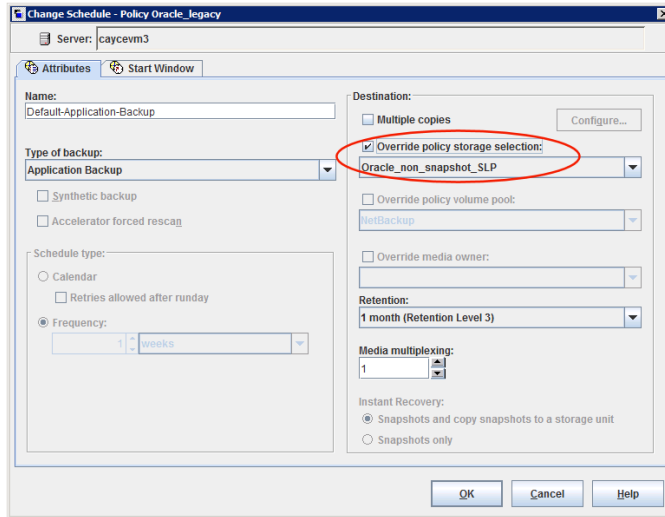 Change Schedule - Policy Oracle_legacy
Server: caycevm3
Attributes
Start Window
Name:
Default-Application-Backup
Type of backup:
Application Backup
Synthetic backup
Accelerator forced rescan
Schedule type:
Calendar
Retries allowed after runday
Frequency:
1 weeks
Destination:
Multiple copies
Configure...
Override policy storage selection:
Oracle_non_snapshot_SLP
Override policy volume pool:
NetBackup
Override media owner:
Retention:
1 month (Retention Level 3)
Media multiplexing:
1
Instant Recovery:
Snapshots and copy snapshots to a storage unit
Snapshots only
OK
Cancel
Help